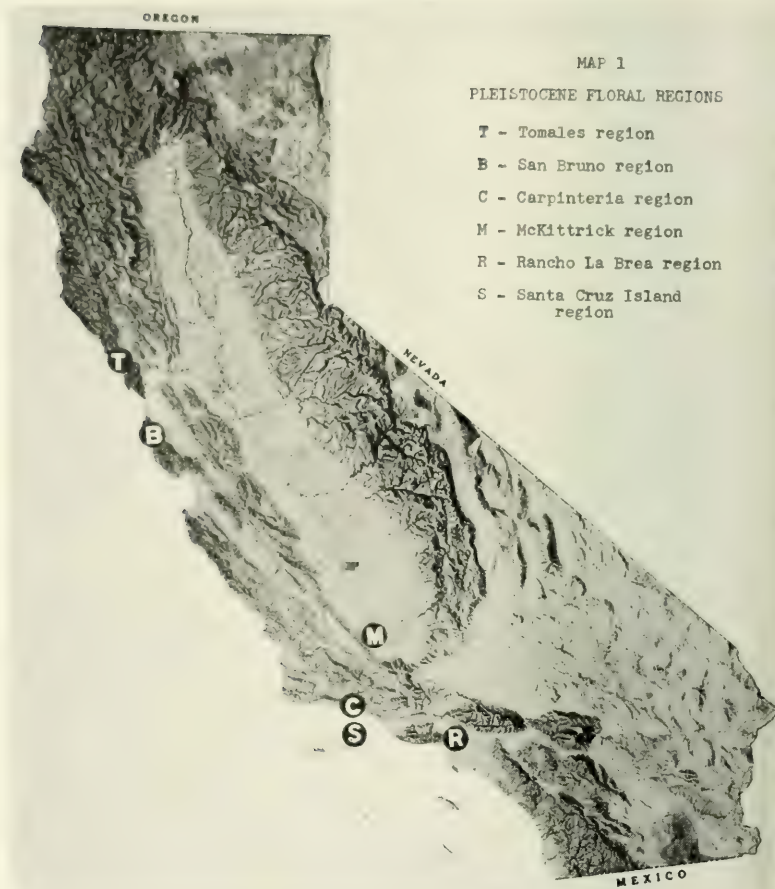 OREGON
MAP 1
PLEISTOCENE FLORAL REGIONS
T - Tomales region
B - San Bruno region
C - Carpinteria region
M - McKittrick region
R - Rancho La Brea region
S - Santa Cruz Island
region
NEVADA
T
B
M
C
S
R
MEXICO